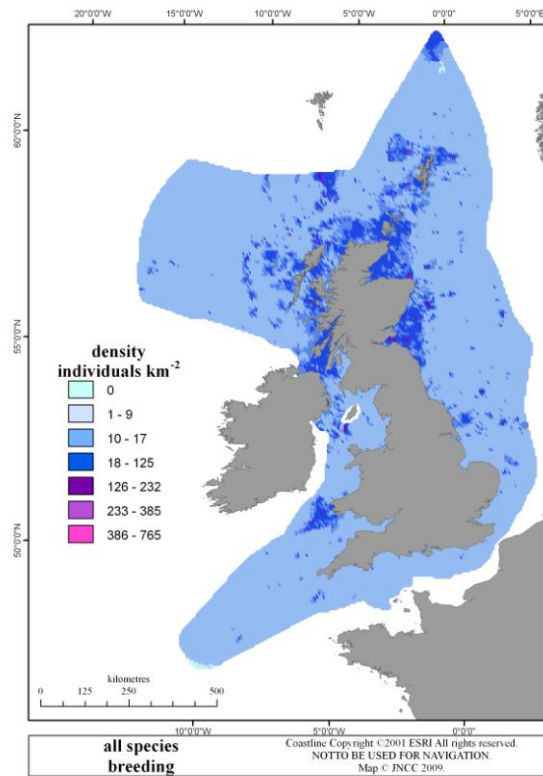 20°0'0"W 15°0'0"W 10°0'0"W 5°0'0"W 0°0'0" 5°0'0"E
60°0'0"N
55°0'0"N
50°0'0"N
density
individuals km-2
0
1 - 9
10 - 17
18 - 125
126 - 232
233 - 385
386 - 765
kilometres
0 125 250 500
10°0'0"W 5°0'0"W 0°0'0"
all species
breeding
Coastline Copyright ©2001 ESRI All rights reserved.
NOTTO BE USED FOR NAVIGATION.
Map © JNCC 2009.